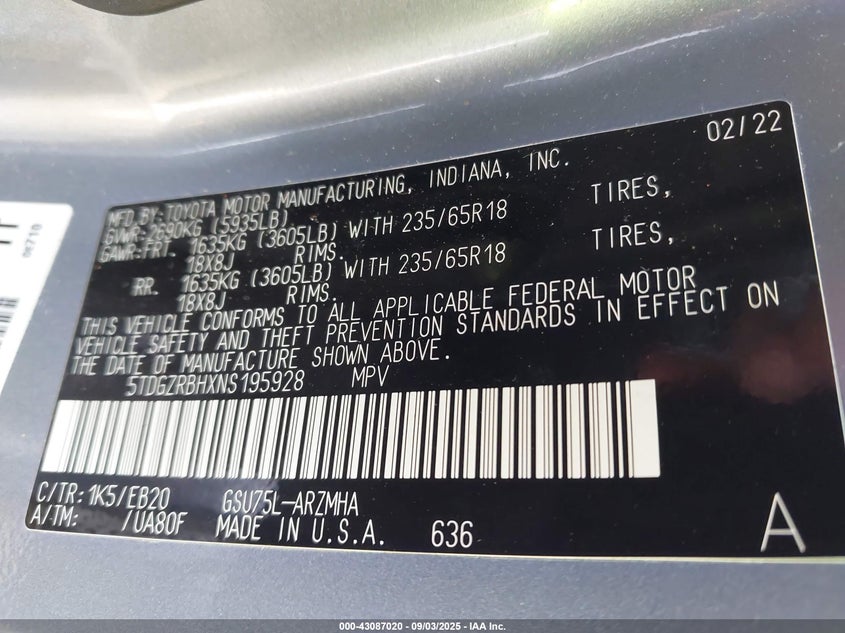 02/22
MFD.BY:TOYOTA MOTOR MANUFACTURING, INDIANA, INC.
GVWR:2690KG (5935LB)
GAWR:FRT. 1635KG (3605LB) WITH 235/65R18 TIRES,
18X8J RIMS.
RR. 1635KG (3605LB) WITH 235/65R18 TIRES,
18X8J RIMS.
THIS VEHICLE CONFORMS TO ALL APPLICABLE FEDERAL MOTOR
VEHICLE SAFETY AND THEFT PREVENTION STANDARDS IN EFFECT ON
THE DATE OF MANUFACTURE SHOWN ABOVE.
5TDGZRBHXNS195928 MPV
C/TR: 1K5/EB20 GSU75L-ARZMHA
A/TM: /UA80F MADE IN U.S.A. 636 A
000-43087020 - 09/03/2025 - IAA Inc.